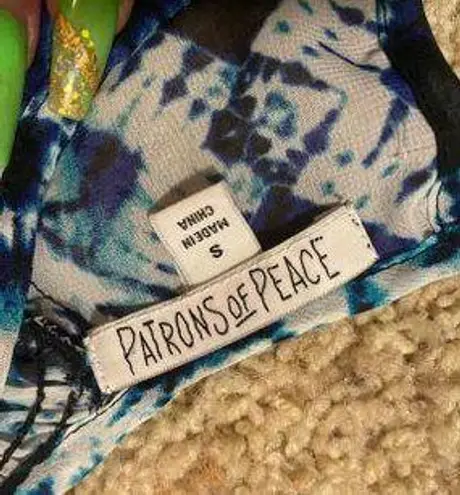 S
MADE IN
CHINA
PATRONS OF PEACE